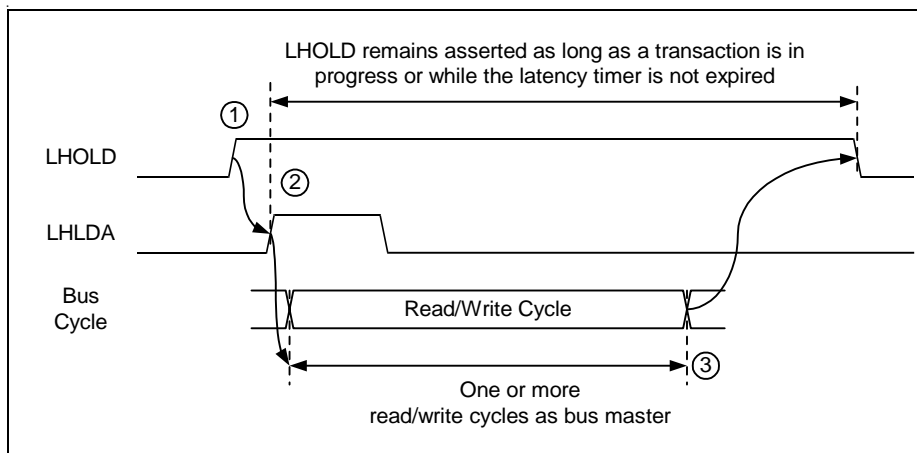 LHOLD remains asserted as long as a transaction is in
progress or while the latency timer is not expired
1
LHOLD
2
LHLDA
Bus
Cycle
Read/Write Cycle
3
One or more
read/write cycles as bus master